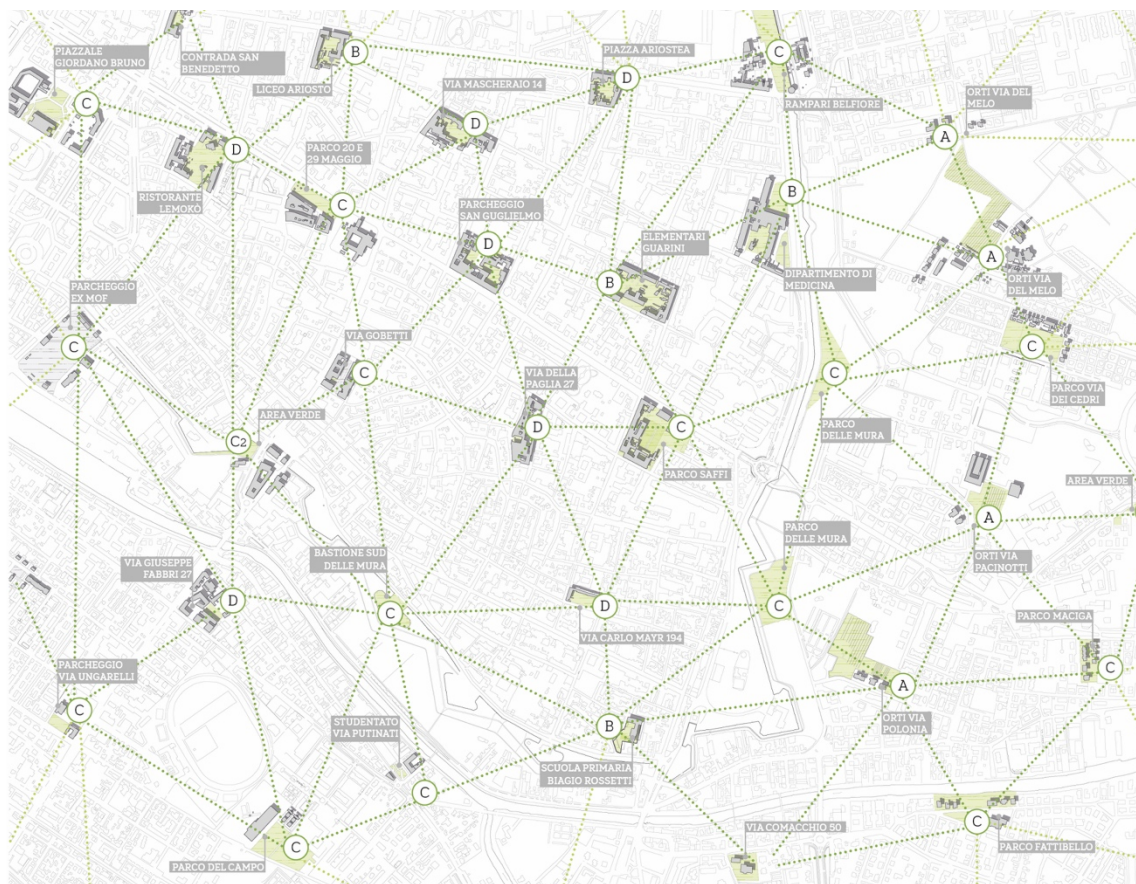 PIAZZALE
GIORDANO BRUNO
CONTRADA SAN
BENEDETTO
B
LICEO ARIOSTO
PIAZZA ARIOSTEA
D
C
RAMPARI BELFIORE
VIA MASCHERAIO 14
D
C
ORTI VIA DEL
MELO
A
D
RISTORANTE
LEMOKÒ
PARCO 20 E
29 MAGGIO
C
B
DIPARTIMENTO DI
MEDICINA
PARCHEGGIO
SAN GUGLIELMO
D
ELEMENTARI
GUARINI
B
A
ORTI VIA
DEL MELO
PARCHEGGIO
EX MOF
C
VIA GOBETTI
C
VIA DELLA
PAGLIA 27
D
C
PARCO SAFFI
C
PARCO
DELLE MURA
C
PARCO VIA
DEI CEDRI
AREA VERDE
C2
AREA VERDE
A
ORTI VIA
PACINOTTI
PARCO
DELLE MURA
C
VIA GIUSEPPE
FABBRI 27
D
BASTIONE SUD
DELLE MURA
C
D
VIA CARLO MAYR 194
PARCO MACIGA
C
A
ORTI VIA
POLONIA
PARCHEGGIO
VIA UNGARELLI
C
STUDENTATO
VIA PUTINATI
C
B
SCUOLA PRIMARIA
BIAGIO ROSSETTI
C
PARCO DEL CAMPO
VIA COMACCHIO 50
C
PARCO FATTIBELLO